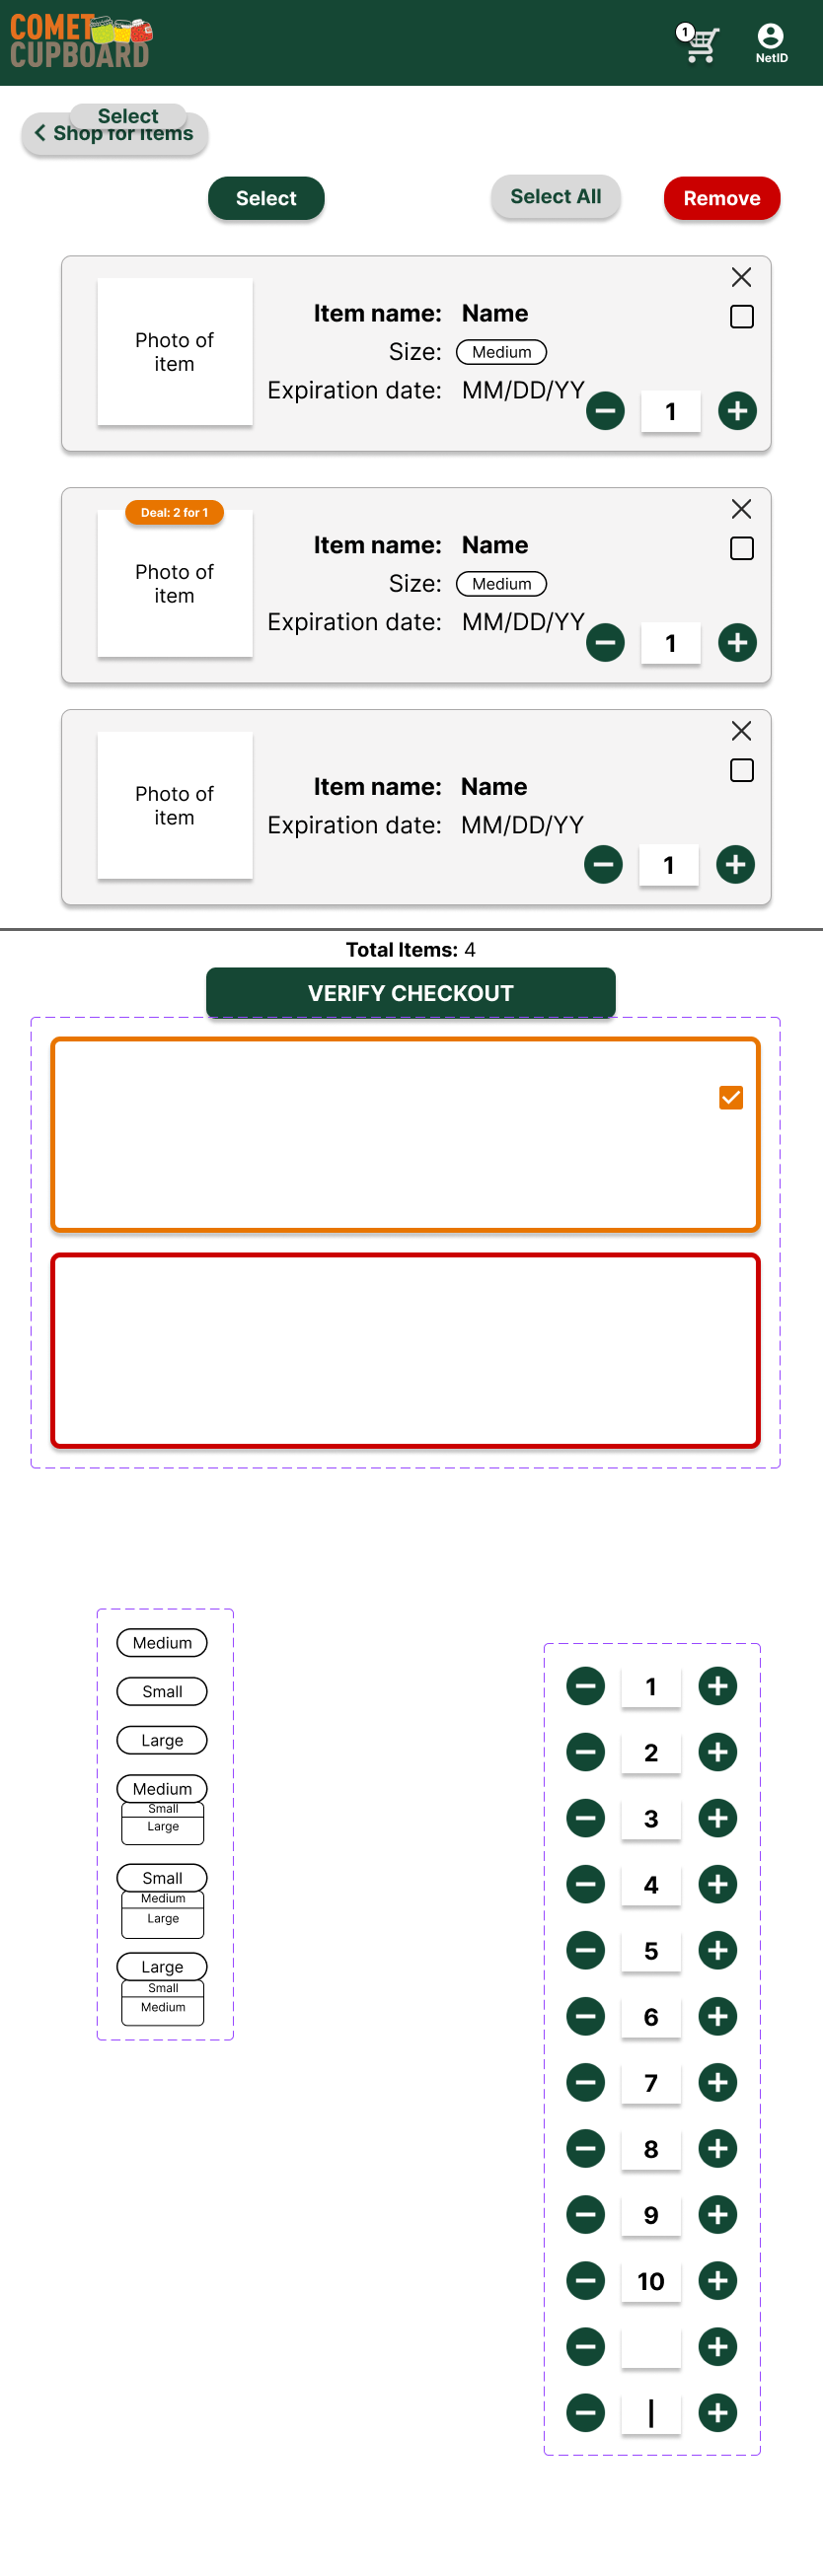 COMET
CUPBOARD
1
NetID
Select
Shop for Items
Select
Select All
Remove
Photo of
item
Item name: Name
Size: Medium
Expiration date: MM/DD/YY
1
Deal: 2 for 1
Photo of
item
Item name: Name
Size: Medium
Expiration date: MM/DD/YY
1
Photo of
item
Item name: Name
Expiration date: MM/DD/YY
1
Total Items: 4
VERIFY CHECKOUT
Medium
Small
Large
Medium
Small
Large
Small
Medium
Large
Large
Small
Medium
1
2
3
4
5
6
7
8
9
10